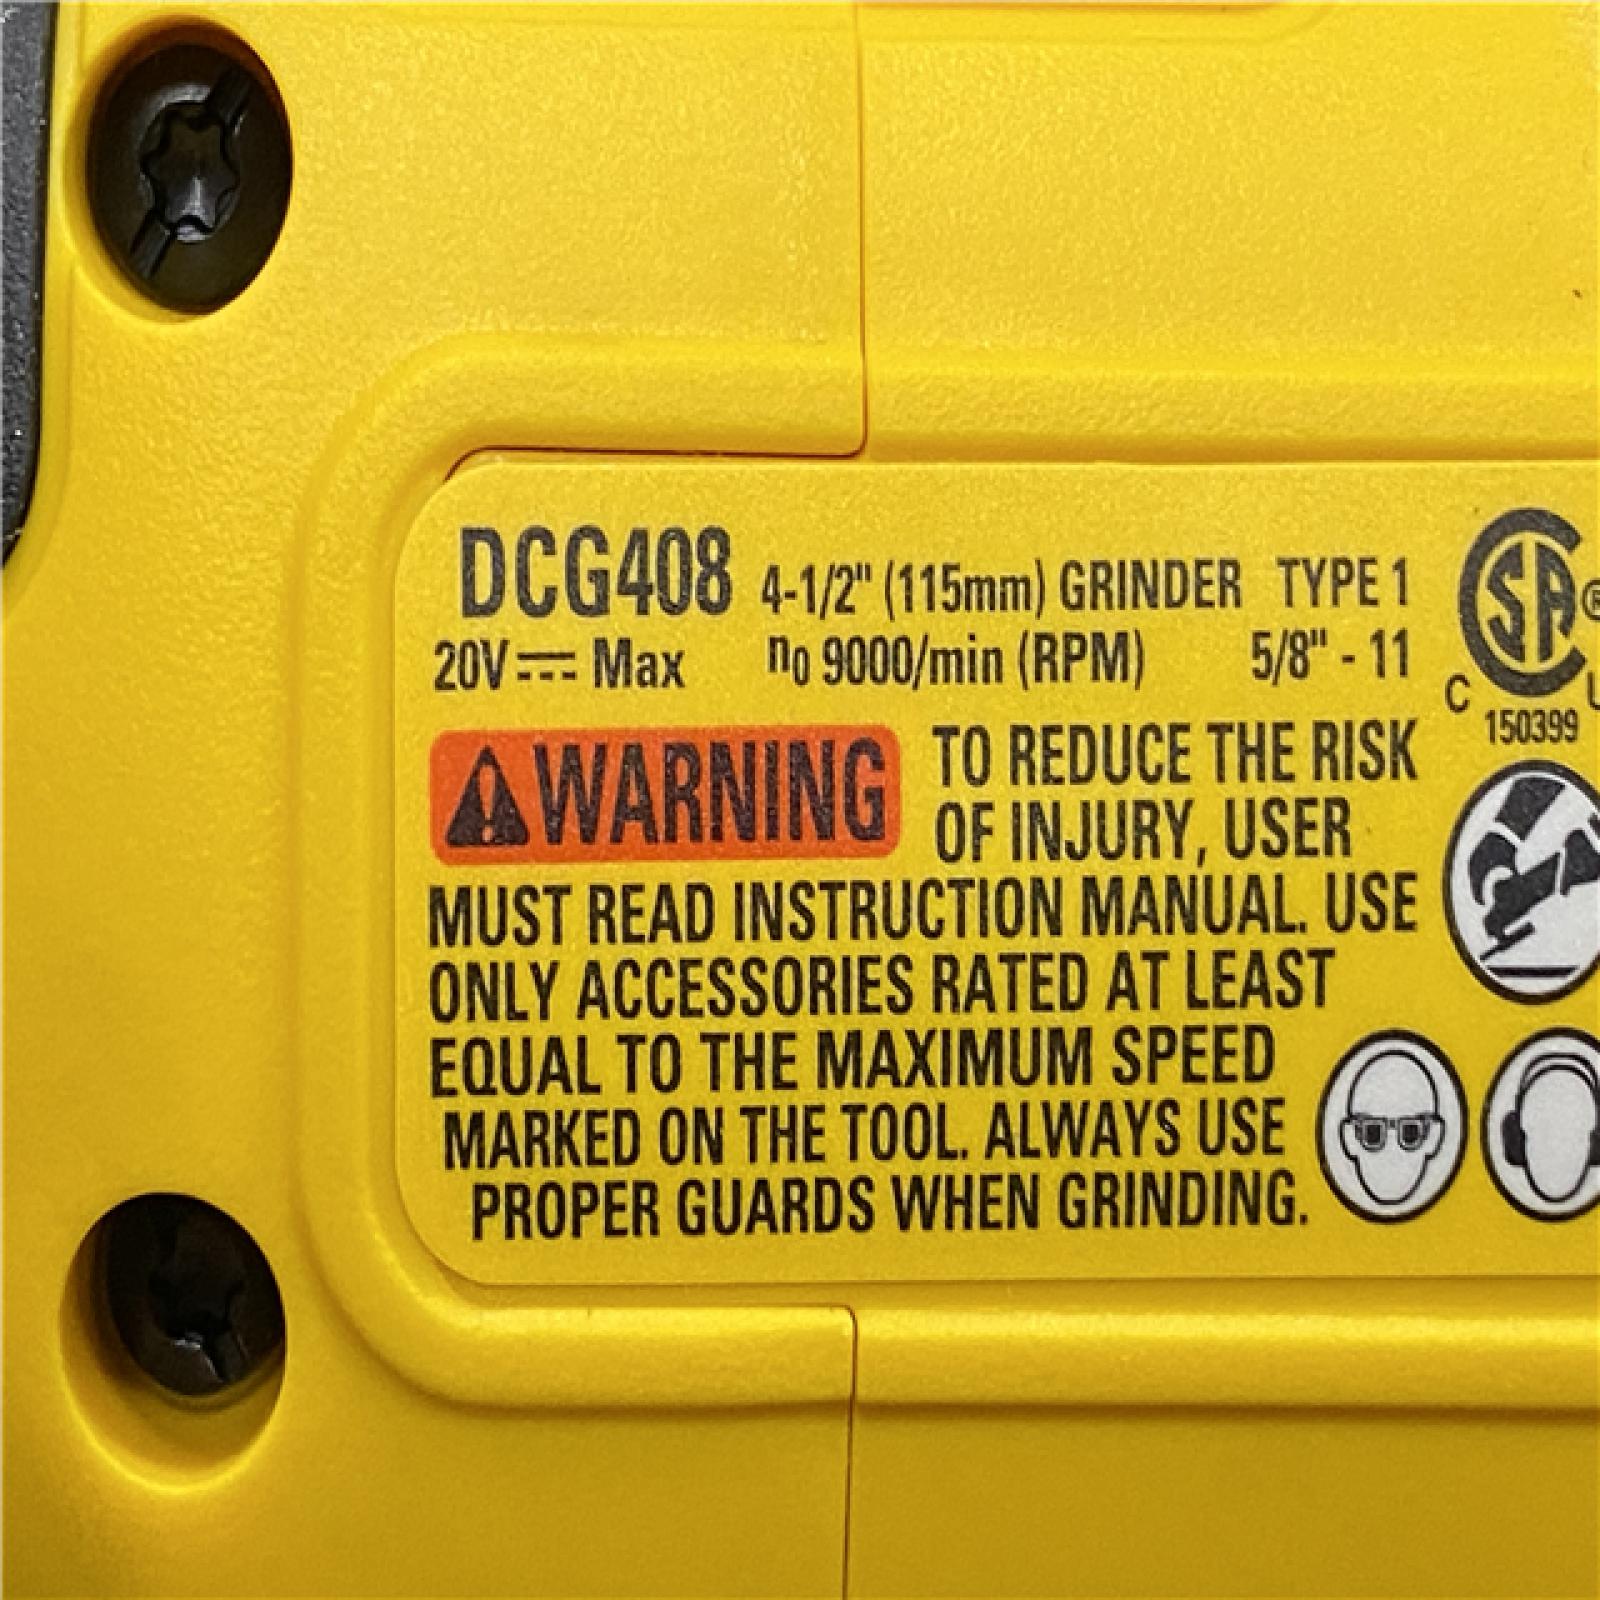 DCG408 4-1/2" (115mm) GRINDER TYPE 1
20V⎓ Max n₀ 9000/min (RPM) 5/8" - 11
CSA®
C
150399
⚠WARNING TO REDUCE THE RISK
OF INJURY, USER
MUST READ INSTRUCTION MANUAL. USE
ONLY ACCESSORIES RATED AT LEAST
EQUAL TO THE MAXIMUM SPEED
MARKED ON THE TOOL. ALWAYS USE
PROPER GUARDS WHEN GRINDING.